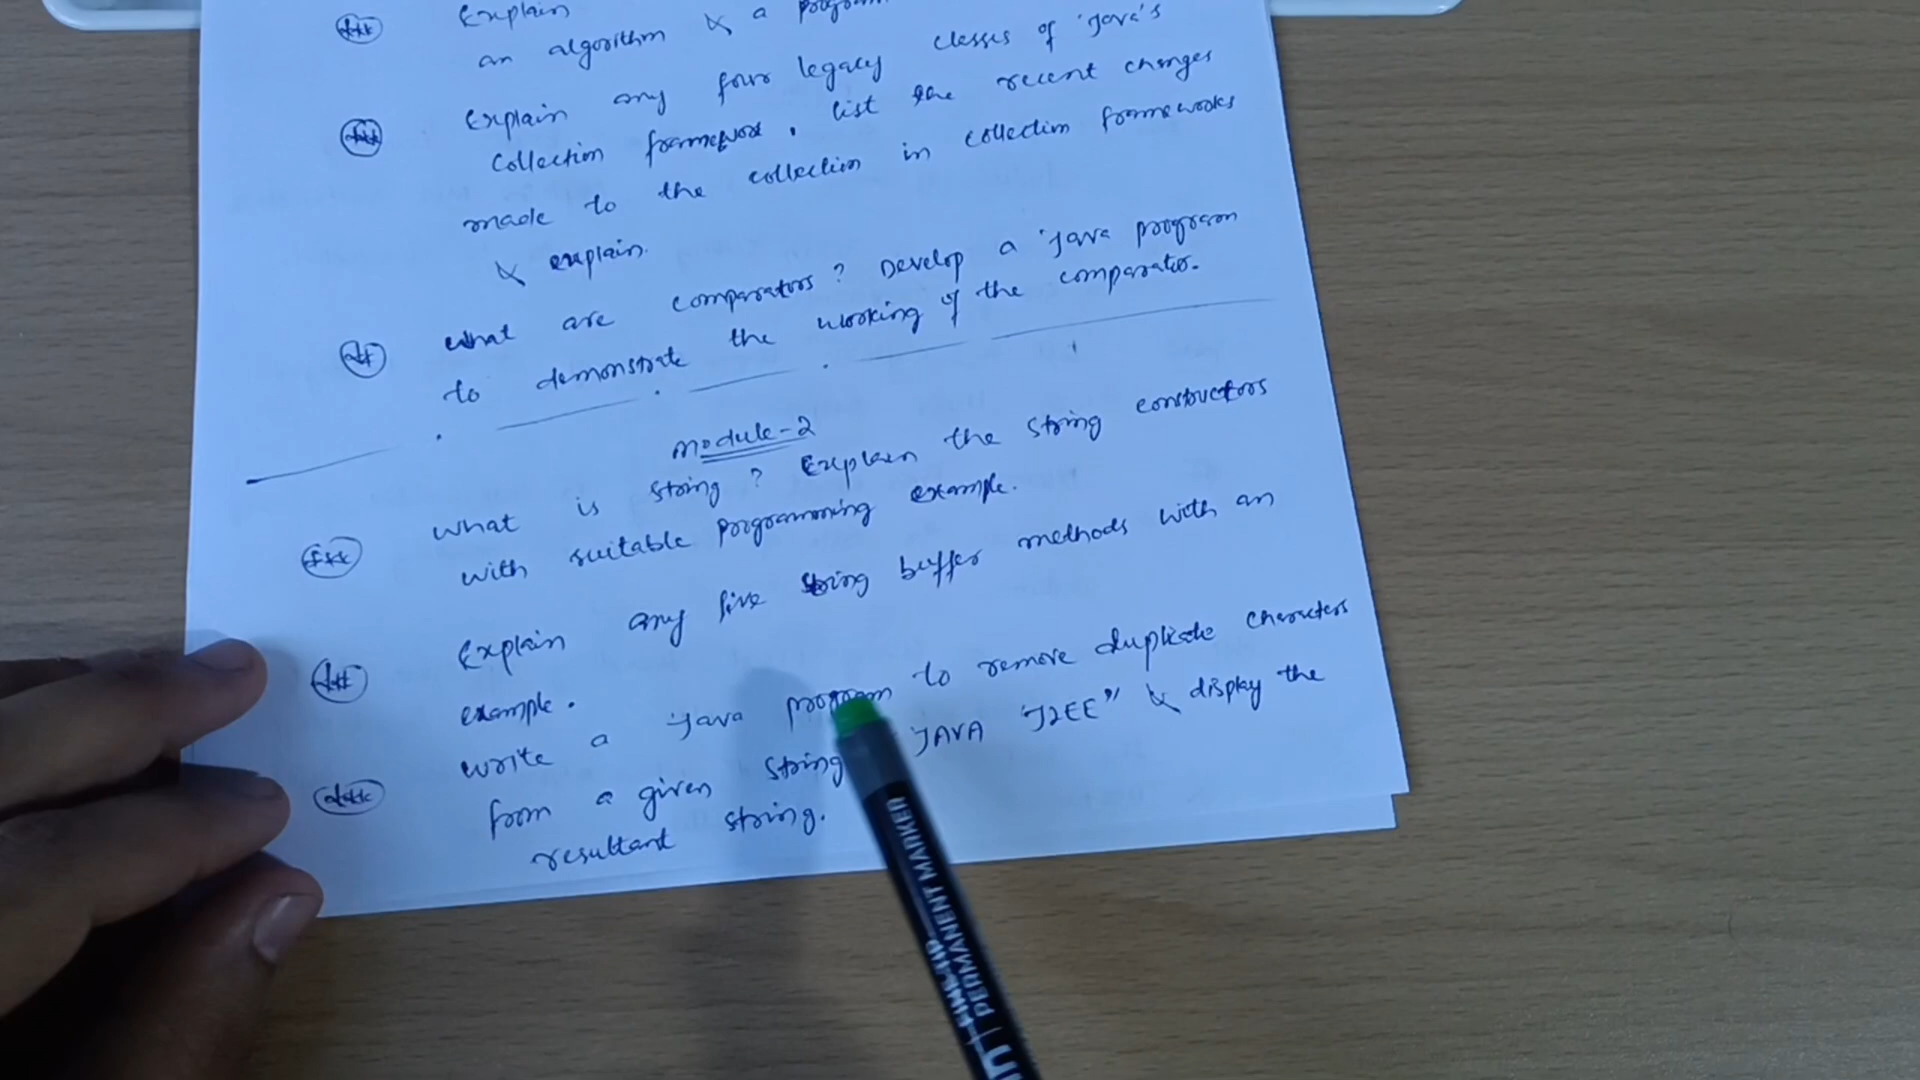 *** Explain
an algorithm & a program
*** Explain any four legacy classes of Java's
Collection framework, list the recent changes
made to the collection in collection frameworks
& explain.
** what are comparators? Develop a Java program
to demonstrate the working of the comparator.
Module-2
*** what is string? Explain the string constructors
with suitable programming example.
** Explain any five string buffer methods with an
example.
*** write a Java program to remove duplicate characters
from a given string JAVA J2EE" & display the
resultant string.
PERMANENT MARKER